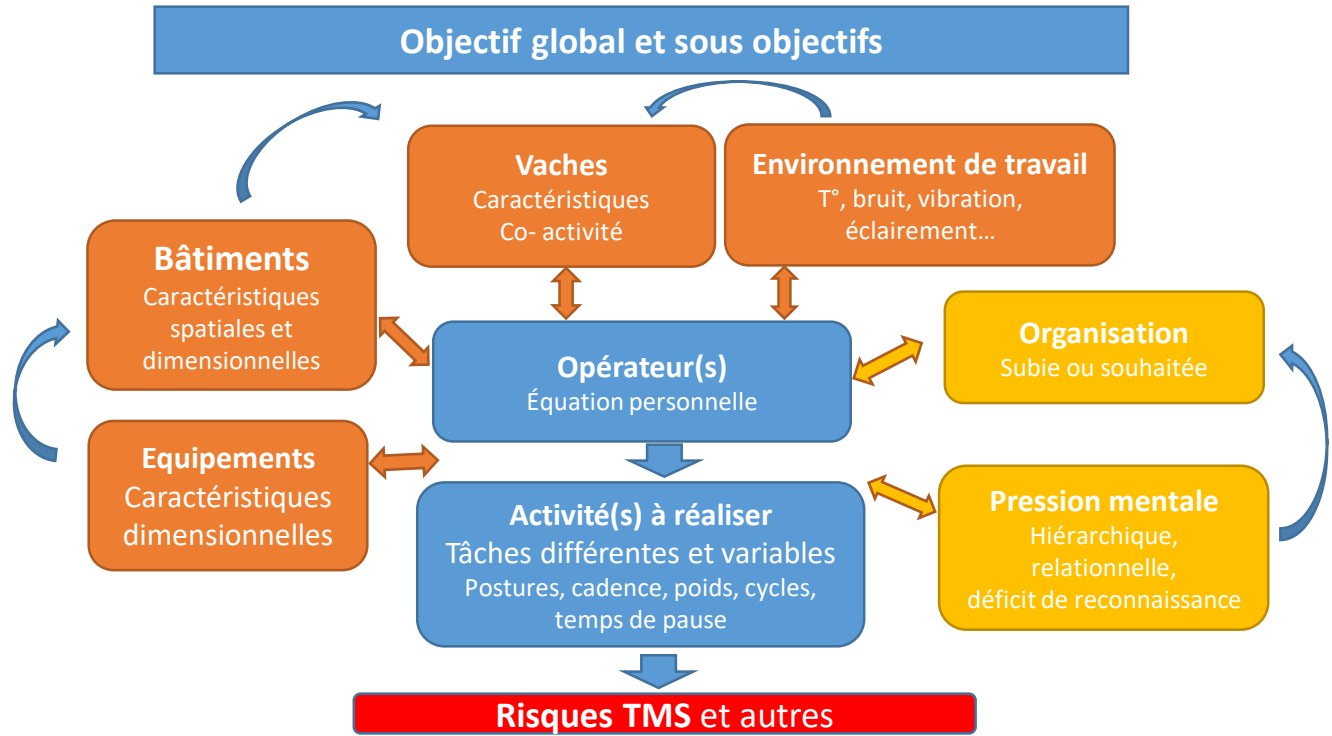 Objectif global et sous objectifs
Vaches
Caractéristiques
Co- activité
Environnement de travail
T°, bruit, vibration,
éclairement…
Bâtiments
Caractéristiques
spatiales et
dimensionnelles
Opérateur(s)
Équation personnelle
Organisation
Subie ou souhaitée
Equipements
Caractéristiques
dimensionnelles
Activité(s) à réaliser
Tâches différentes et variables
Postures, cadence, poids, cycles,
temps de pause
Pression mentale
Hiérarchique,
relationnelle,
déficit de reconnaissance
Risques TMS et autres